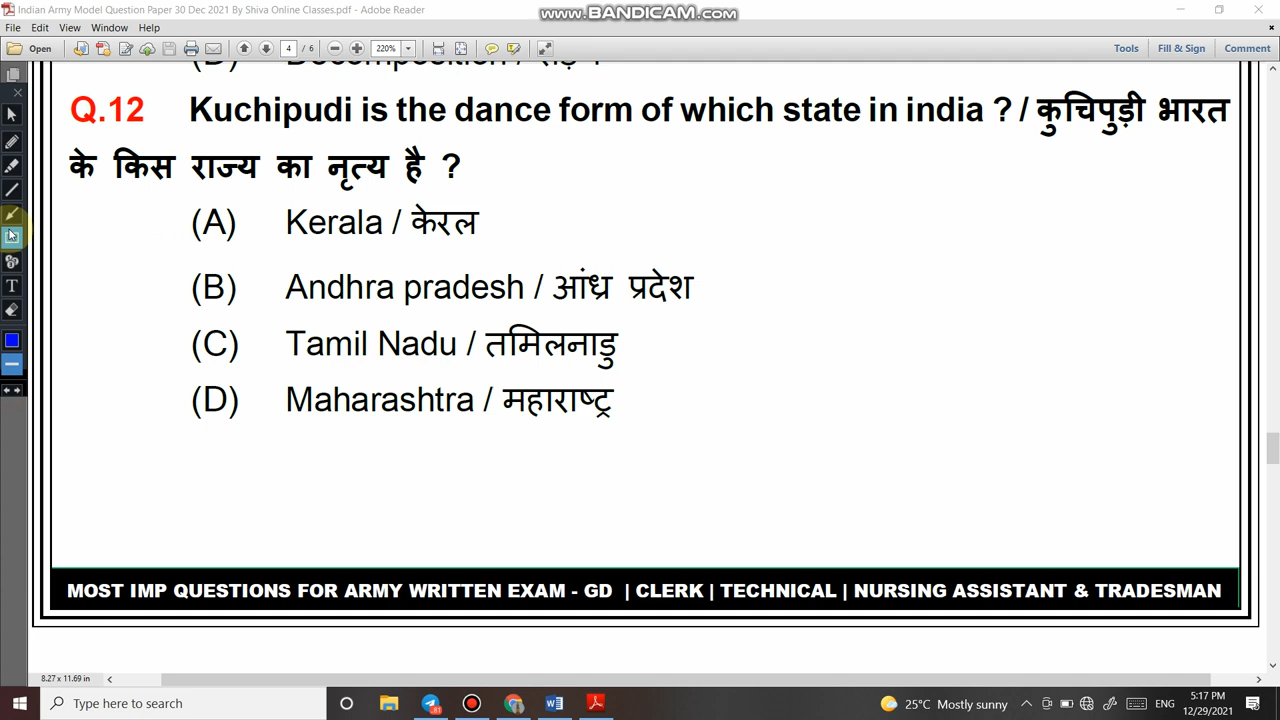 Indian Army Model Question Paper 30 Dec 2021 By Shiva Online Classes.pdf - Adobe Reader
www.BANDICAM.com
File Edit View Window Help
Open 4 / 6 220% Tools Fill & Sign Comment
Q.12 Kuchipudi is the dance form of which state in india ? / कुचिपुड़ी भारत
के किस राज्य का नृत्य है ?
(A) Kerala / केरल
(B) Andhra pradesh / आंध्र प्रदेश
(C) Tamil Nadu / तमिलनाडु
(D) Maharashtra / महाराष्ट्र
MOST IMP QUESTIONS FOR ARMY WRITTEN EXAM - GD | CLERK | TECHNICAL | NURSING ASSISTANT & TRADESMAN
8.27 x 11.69 in
Type here to search 25°C Mostly sunny ENG 5:17 PM
12/29/2021